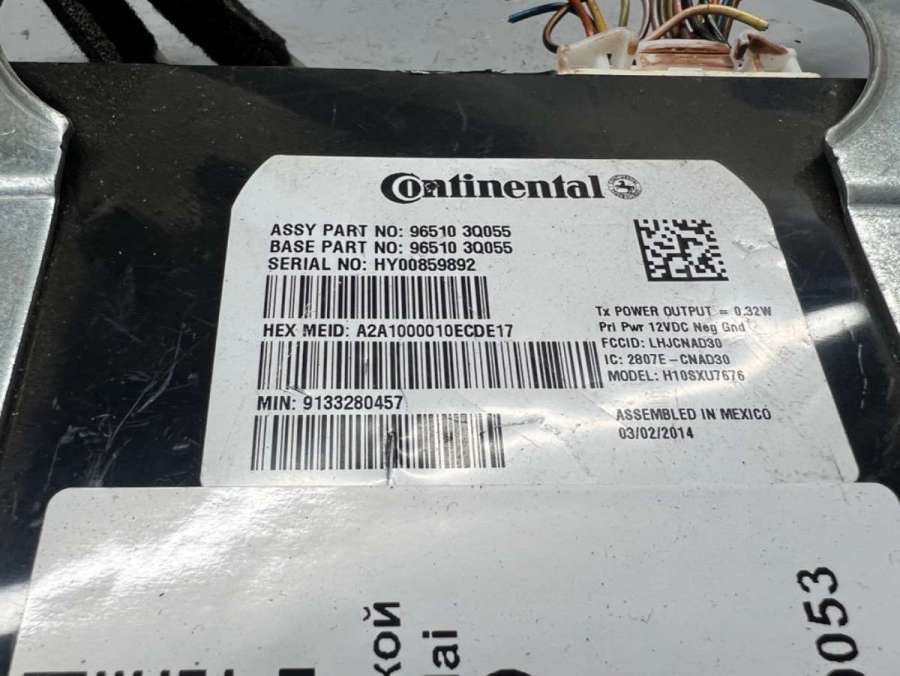 Continental
ASSY PART NO: 96510 3Q055
BASE PART NO: 96510 3Q055
SERIAL NO: HY00859892
HEX MEID: A2A1000010ECDE17
MIN: 9133280457
Tx POWER OUTPUT = 0.32W
Pri Pwr 12VDC Neg Gnd
FCCID: LHJCNAD30
IC: 2807E-CNAD30
MODEL: H10SXU7676
ASSEMBLED IN MEXICO
03/02/2014
кой
dai
0053